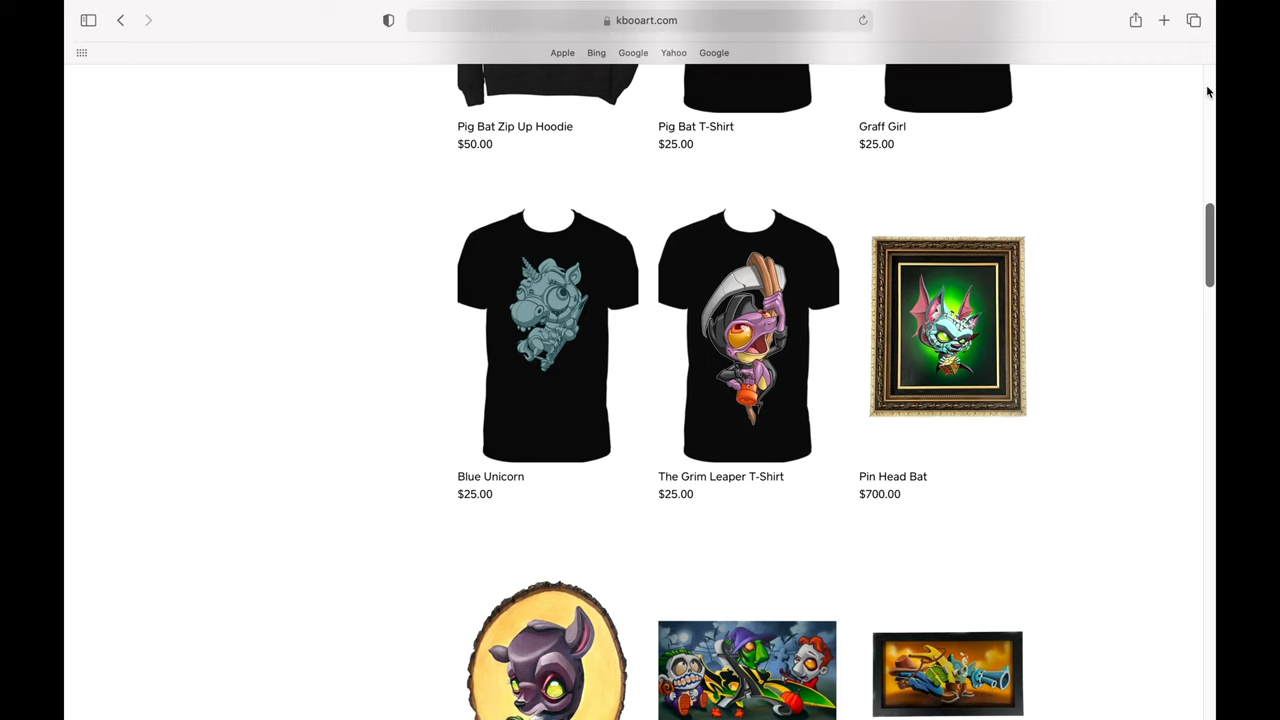 kbooart.com
Apple Bing Google Yahoo Google
Pig Bat Zip Up Hoodie
$50.00
Pig Bat T-Shirt
$25.00
Graff Girl
$25.00
Blue Unicorn
$25.00
The Grim Leaper T-Shirt
$25.00
Pin Head Bat
$700.00